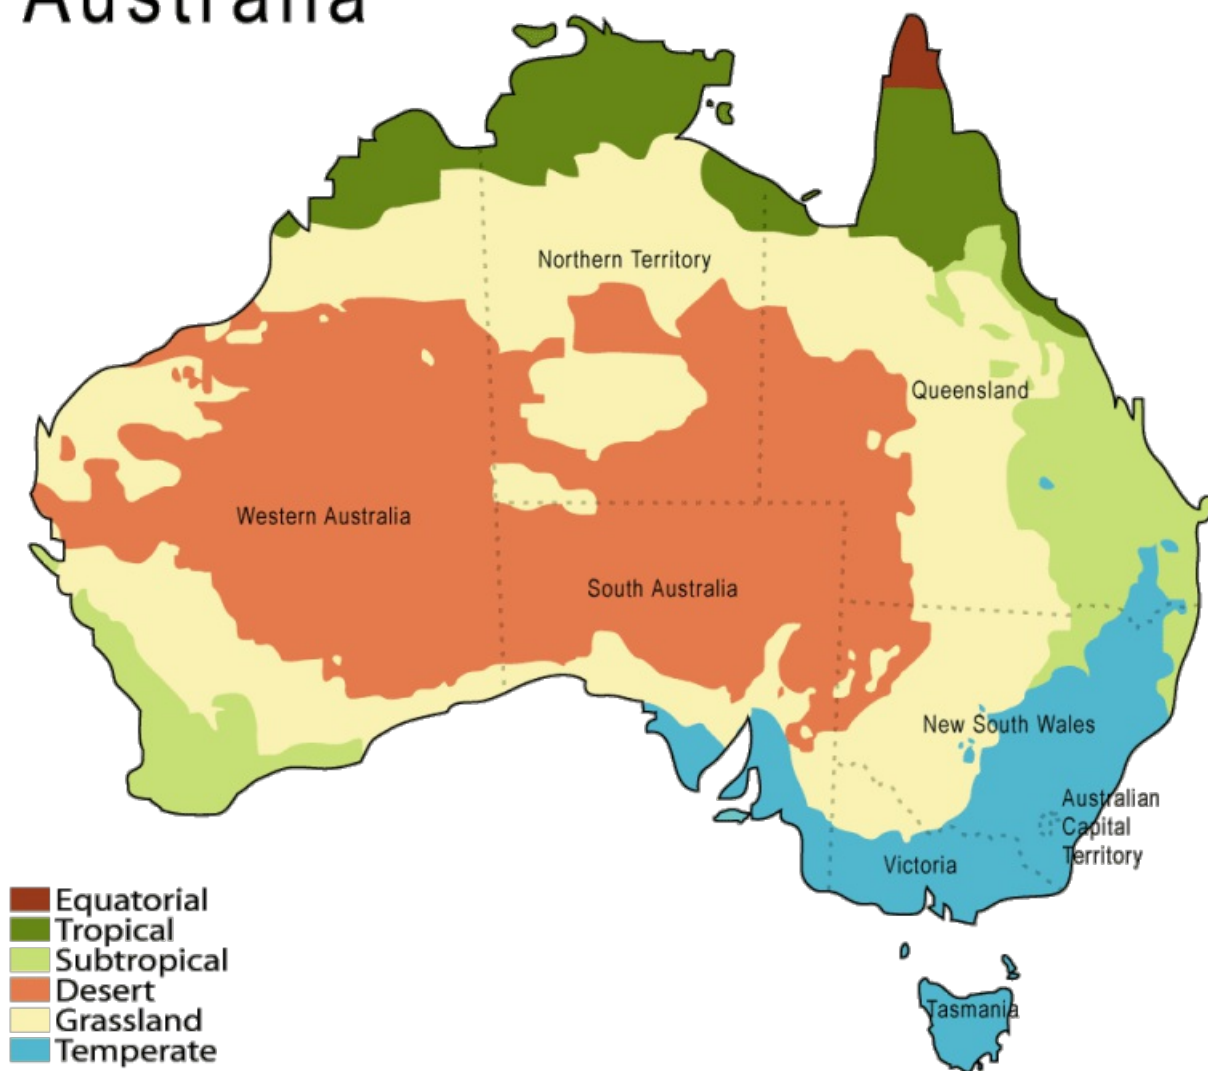 Australia
Northern Territory
Queensland
Western Australia
South Australia
New South Wales
Australian
Capital
Territory
Victoria
Tasmania
Equatorial
Tropical
Subtropical
Desert
Grassland
Temperate